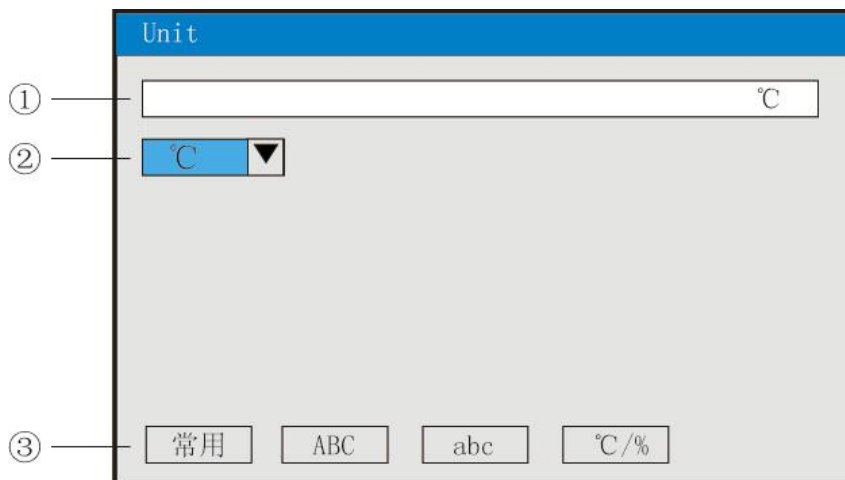 Unit
① ℃
② ℃
③ 常用 ABC abc ℃/%